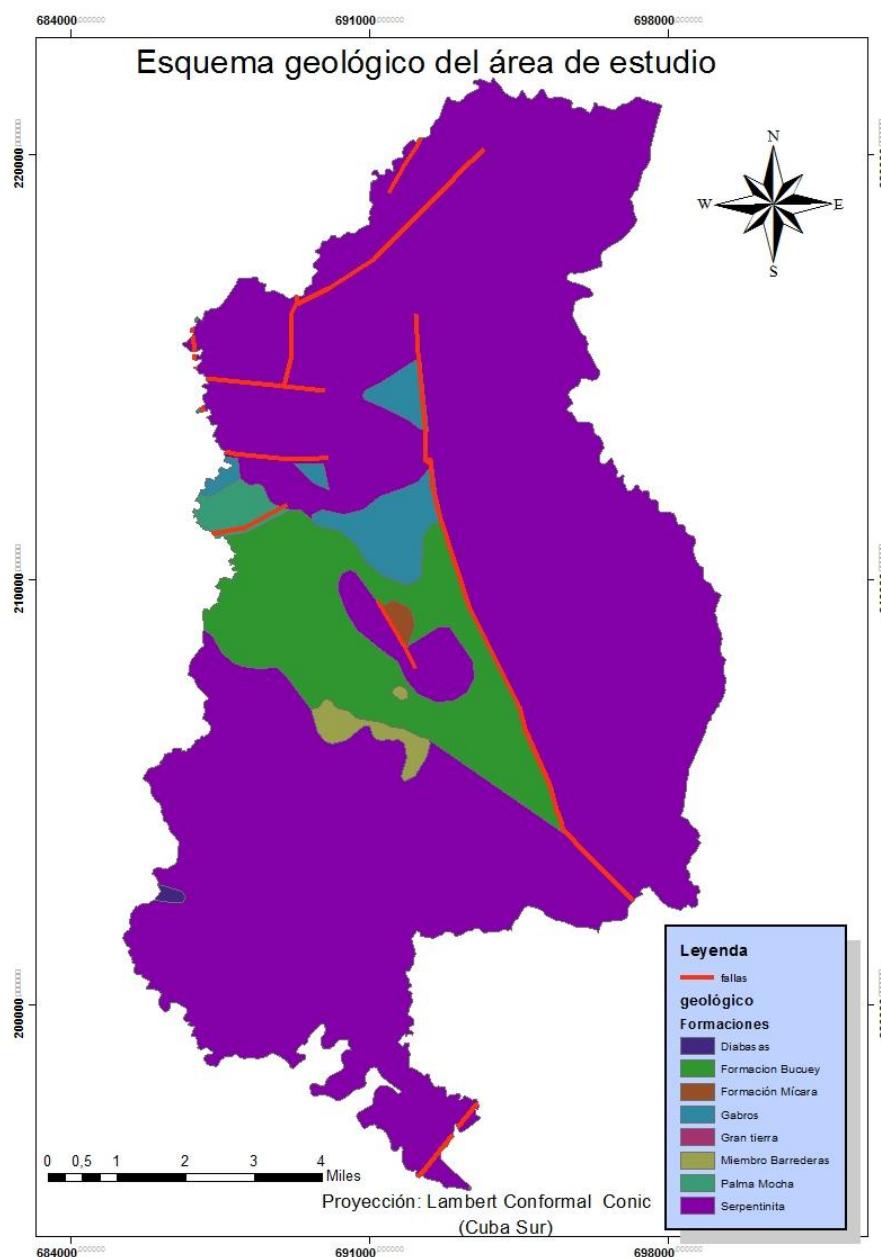 684000 691000 698000
Esquema geológico del área de estudio
N
W E
S
220000
210000
200000
Leyenda
fallas
geológico
Formaciones
Diabasas
Formacion Bucuey
Formación Mícara
Gabros
Gran tierra
Miembro Barrederas
Palma Mocha
Serpentinita
0 0,5 1 2 3 4
Miles
Proyección: Lambert Conformal Conic
(Cuba Sur)
684000 691000 698000